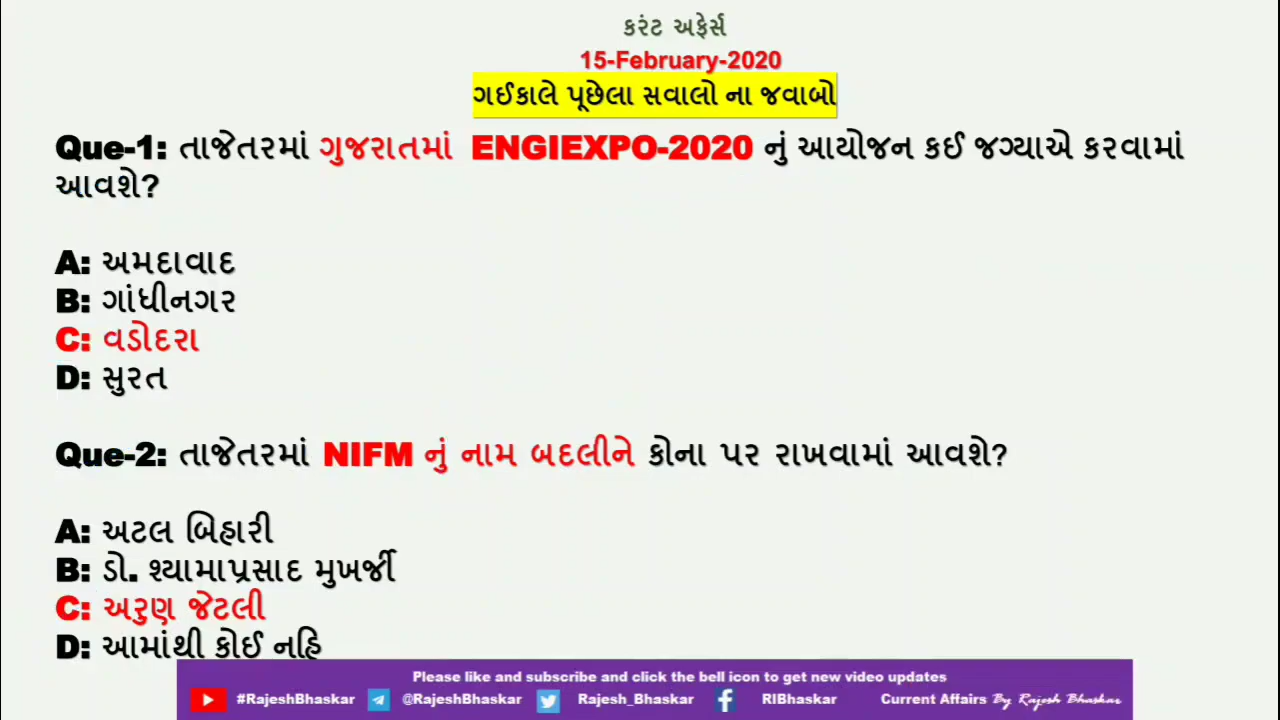 કરંટ અફેર્સ
15-February-2020
ગઈકાલે પૂછેલા સવાલો ના જવાબો
Que-1: તાજેતરમાં ગુજરાતમાં ENGIEXPO-2020 નું આયોજન કઈ જગ્યાએ કરવામાં
આવશે?
A: અમદાવાદ
B: ગાંધીનગર
C: વડોદરા
D: સુરત
Que-2: તાજેતરમાં NIFM નું નામ બદલીને કોના પર રાખવામાં આવશે?
A: અટલ બિહારી
B: ડો. શ્યામાપ્રસાદ મુખર્જી
C: અરુણ જેટલી
D: આમાંથી કોઈ નહિ
Please like and subscribe and click the bell icon to get new video updates
#RajeshBhaskar @RajeshBhaskar Rajesh_Bhaskar RIBhaskar Current Affairs By Rajesh Bhaskar